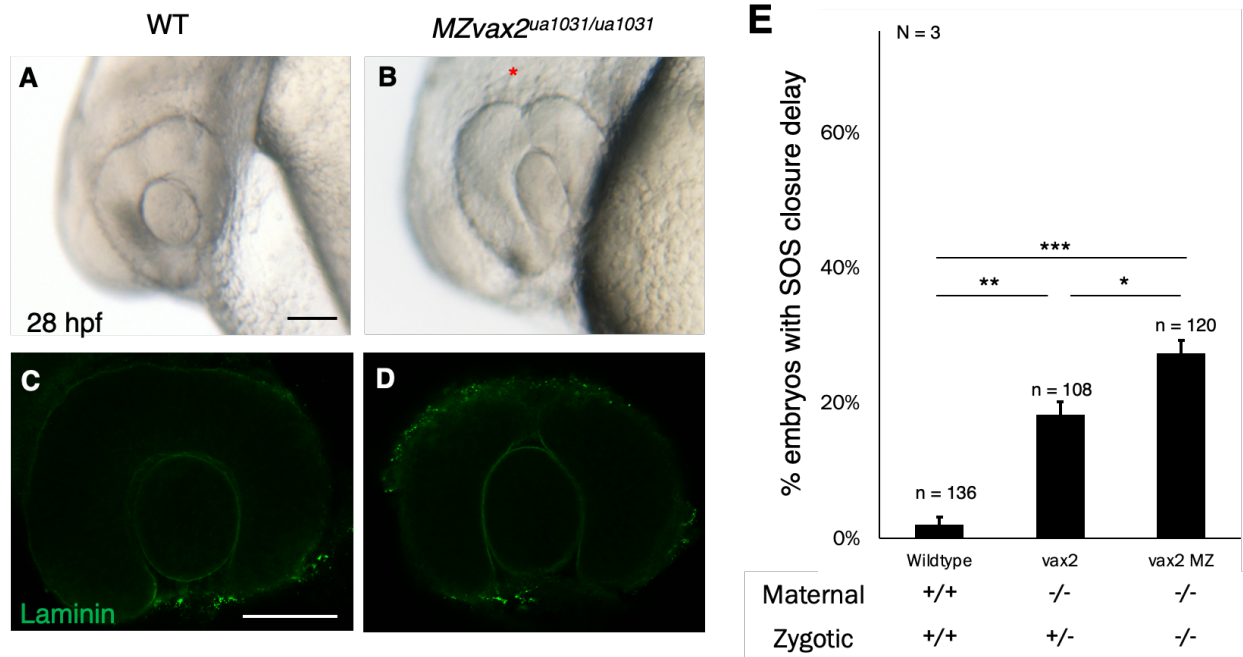 WT
MZvax2ua1031/ua1031
A
28 hpf
B
*
C
Laminin
D
E
N = 3
% embryos with SOS closure delay
60%
40%
20%
0%
***
**
*
n = 136
n = 108
n = 120
Wildtype vax2 vax2 MZ
Maternal +/+ -/- -/-
Zygotic +/+ +/- -/-